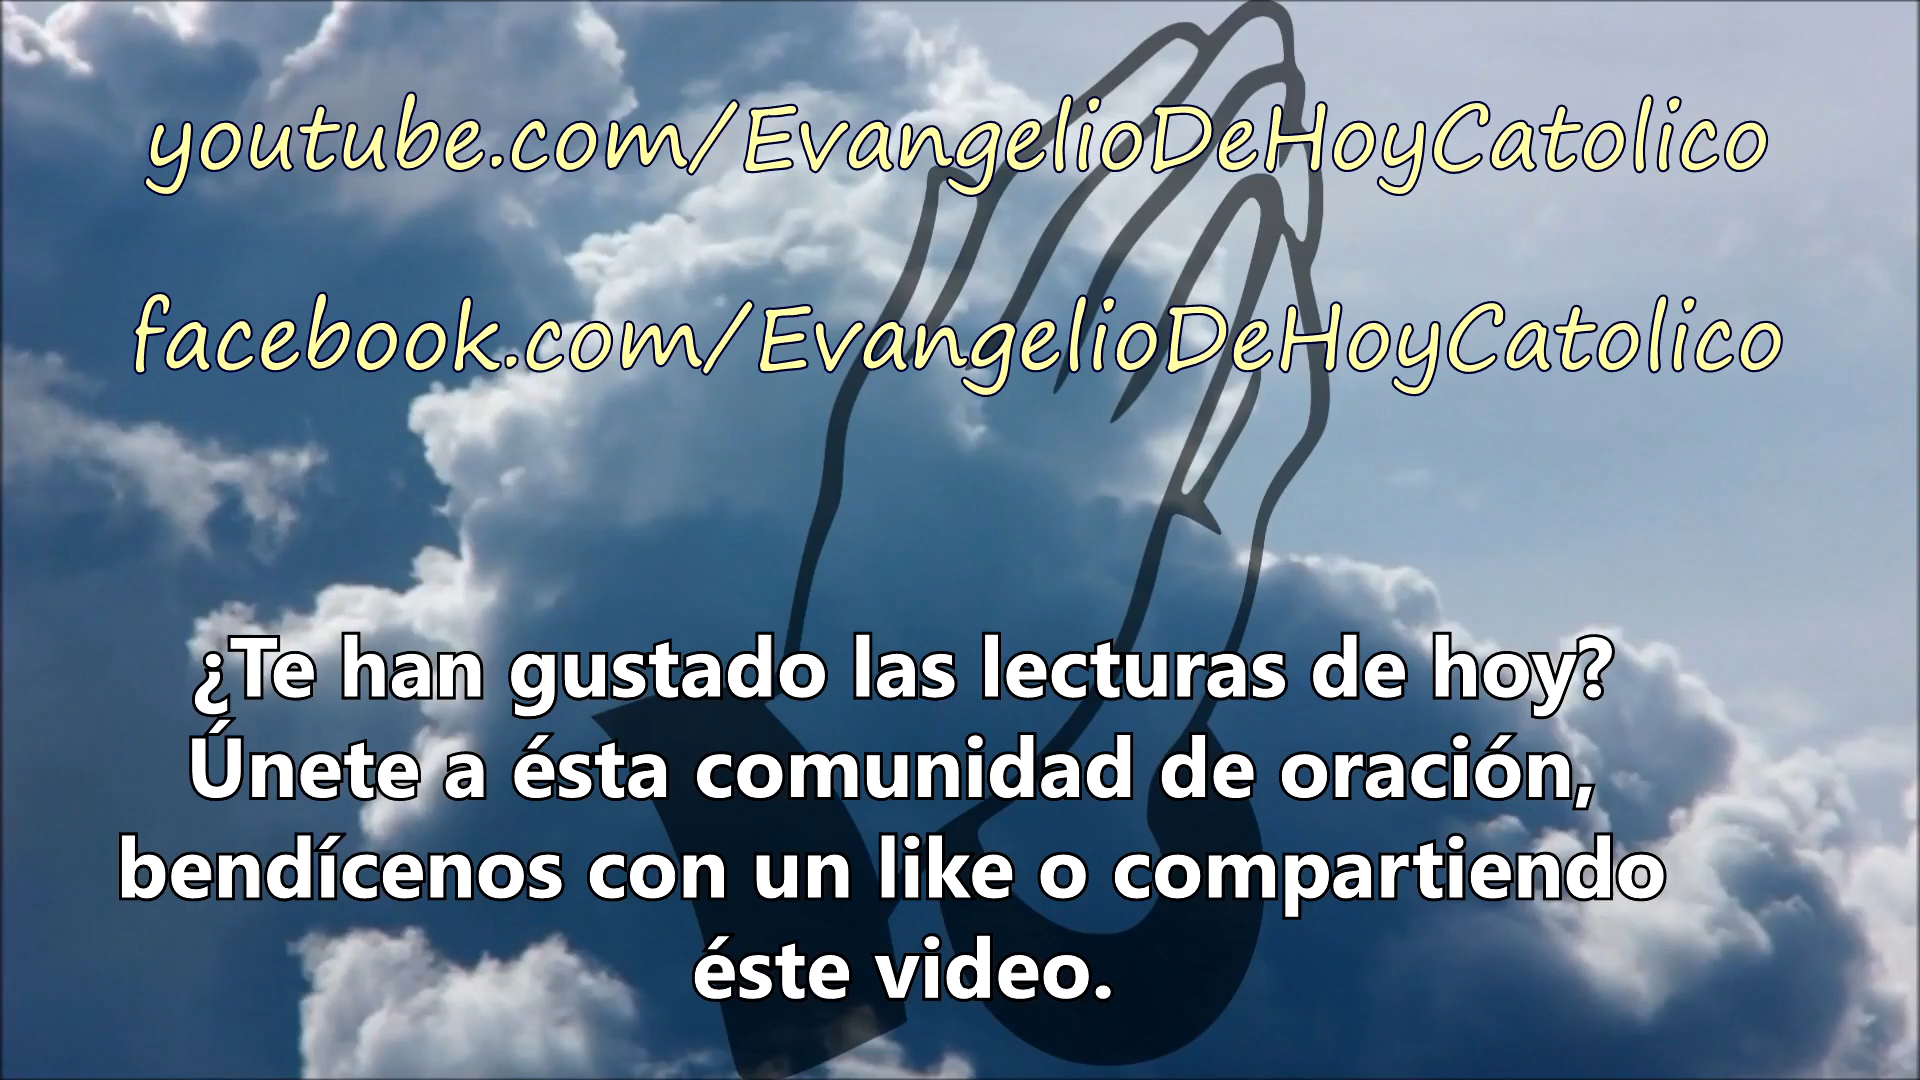 youtube.com/EvangelioDeHoyCatolico
facebook.com/EvangelioDeHoyCatolico
¿Te han gustado las lecturas de hoy?
Únete a ésta comunidad de oración,
bendícenos con un like o compartiendo
éste video.